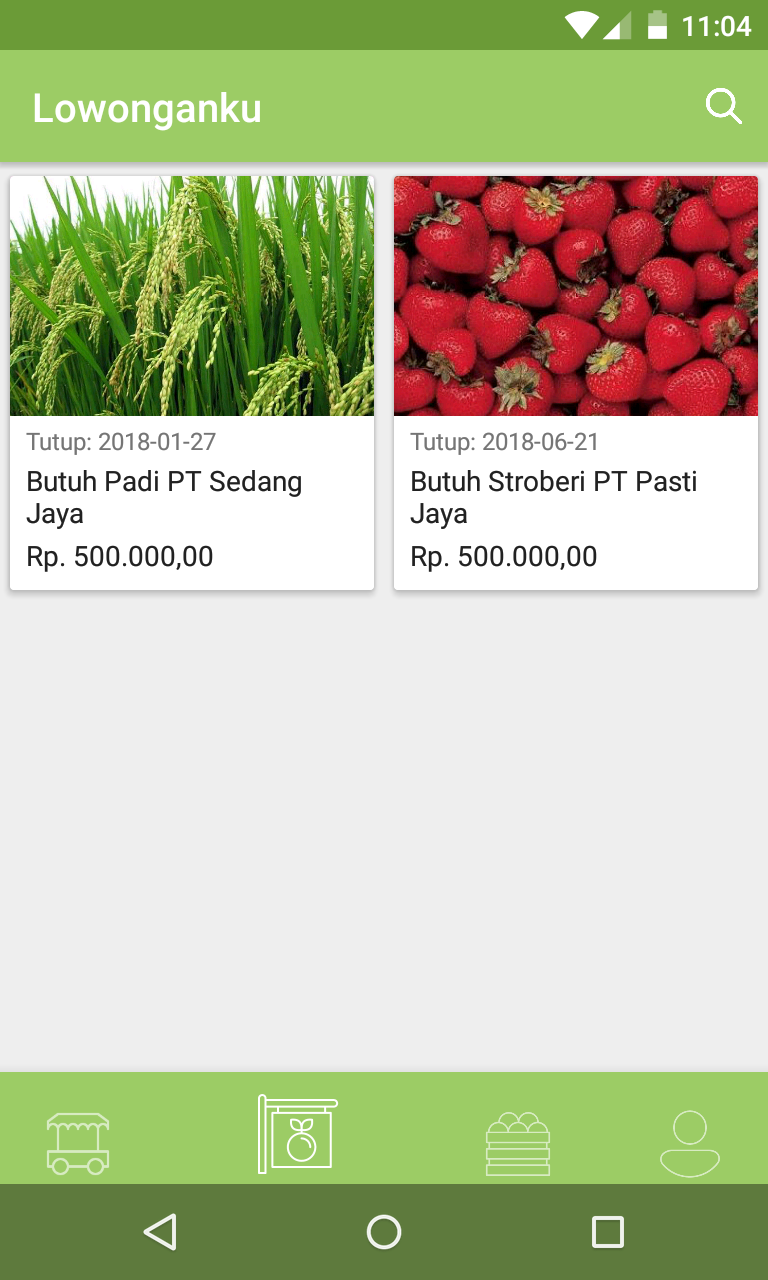 11:04
Lowonganku
Tutup: 2018-01-27
Butuh Padi PT Sedang
Jaya
Rp. 500.000,00
Tutup: 2018-06-21
Butuh Stroberi PT Pasti
Jaya
Rp. 500.000,00